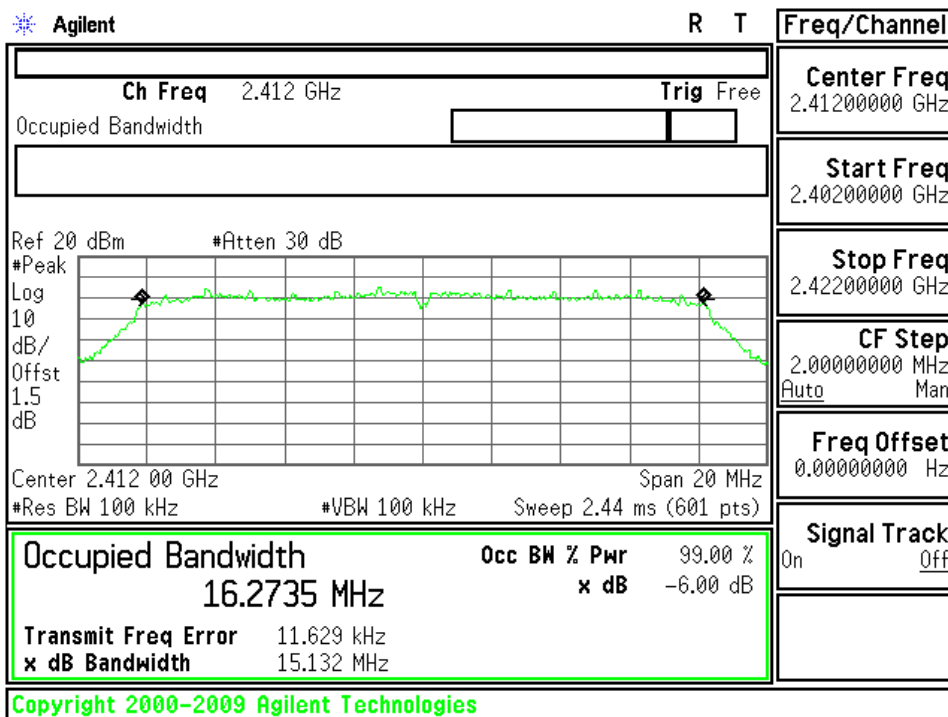 Agilent R T
Freq/Channel
Ch Freq 2.412 GHz Trig Free
Occupied Bandwidth
Center Freq
2.41200000 GHz
Start Freq
2.40200000 GHz
Stop Freq
2.42200000 GHz
CF Step
2.00000000 MHz
Auto Man
Freq Offset
0.00000000 Hz
Signal Track
On Off
Ref 20 dBm #Atten 30 dB
#Peak
Log
10
dB/
Offst
1.5
dB
Center 2.412 00 GHz Span 20 MHz
#Res BW 100 kHz #VBW 100 kHz Sweep 2.44 ms (601 pts)
Occupied Bandwidth Occ BW % Pwr 99.00 %
16.2735 MHz x dB -6.00 dB
Transmit Freq Error 11.629 kHz
x dB Bandwidth 15.132 MHz
Copyright 2000-2009 Agilent Technologies